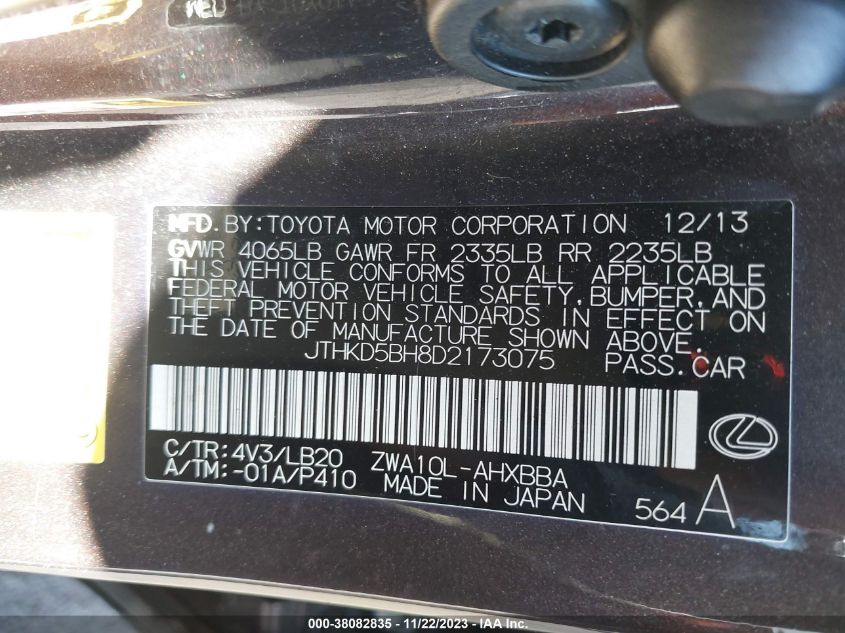 MFD. BY: TOYOTA MOTOR CORPORATION 12/13
GVWR 4065LB GAWR FR 2335LB RR 2235LB
THIS VEHICLE CONFORMS TO ALL APPLICABLE
FEDERAL MOTOR VEHICLE SAFETY, BUMPER, AND
THEFT PREVENTION STANDARDS IN EFFECT ON
THE DATE OF MANUFACTURE SHOWN ABOVE.
JTHKD5BH8D2173075 PASS. CAR
C/TR: 4V3/LB20 ZWA10L-AHXBBA
A/TM: -01A/P410 MADE IN JAPAN
564 A
000-38082835 - 11/22/2023 - IAA Inc.